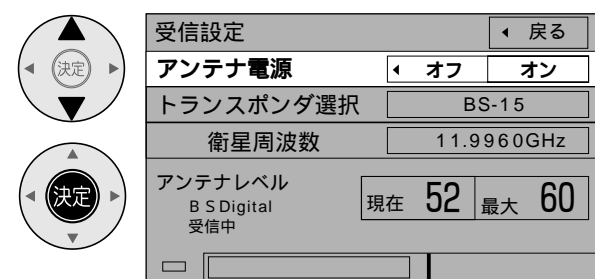 決定
決定
受信設定 戻る
アンテナ電源 オフ オン
トランスポンダ選択 BS-15
衛星周波数 11.9960GHz
アンテナレベル
BSDigital
受信中
現在 52 最大 60